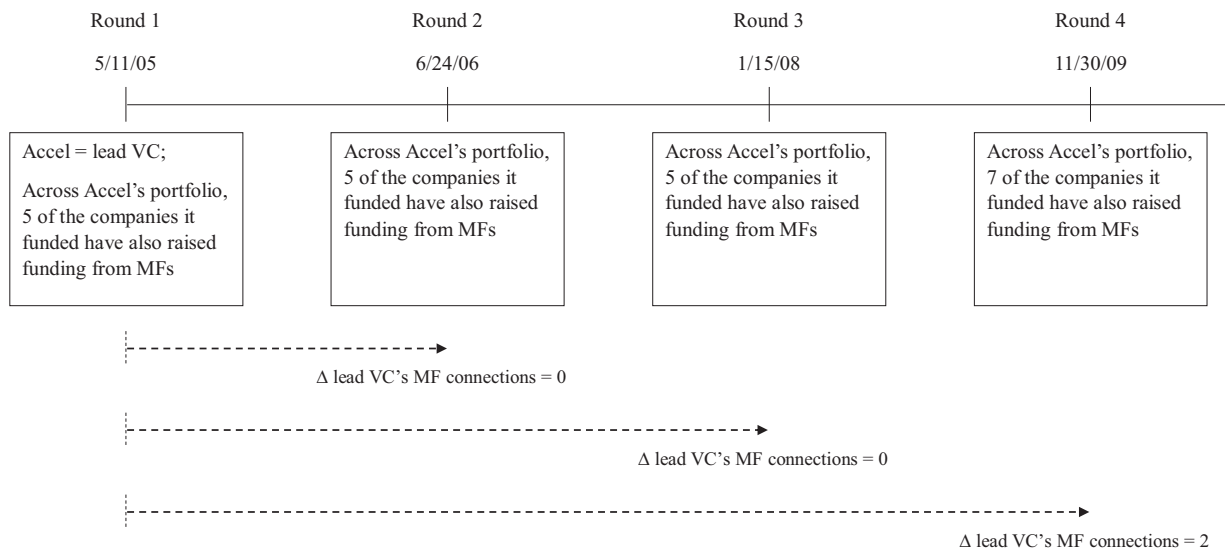 Round 1
Round 2
Round 3
Round 4
5/11/05
6/24/06
1/15/08
11/30/09
Accel = lead VC;
Across Accel’s portfolio,
5 of the companies it
funded have also raised
funding from MFs
Across Accel’s portfolio,
5 of the companies it
funded have also raised
funding from MFs
Across Accel’s portfolio,
5 of the companies it
funded have also raised
funding from MFs
Across Accel’s portfolio,
7 of the companies it
funded have also raised
funding from MFs
Δ lead VC’s MF connections = 0
Δ lead VC’s MF connections = 0
Δ lead VC’s MF connections = 2